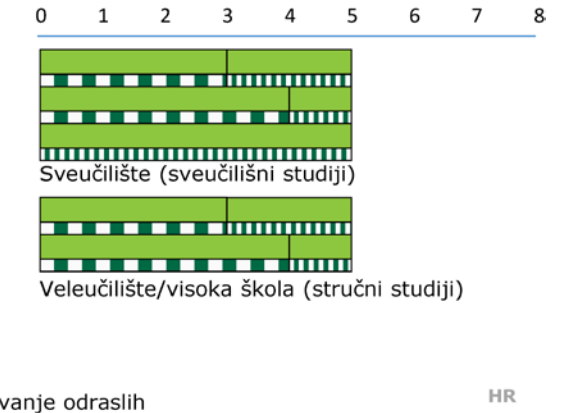 0 1 2 3 4 5 6 7 8
Sveučilište (sveučilišni studiji)
Veleučilište/visoka škola (stručni studiji)
vanje odraslih
HR